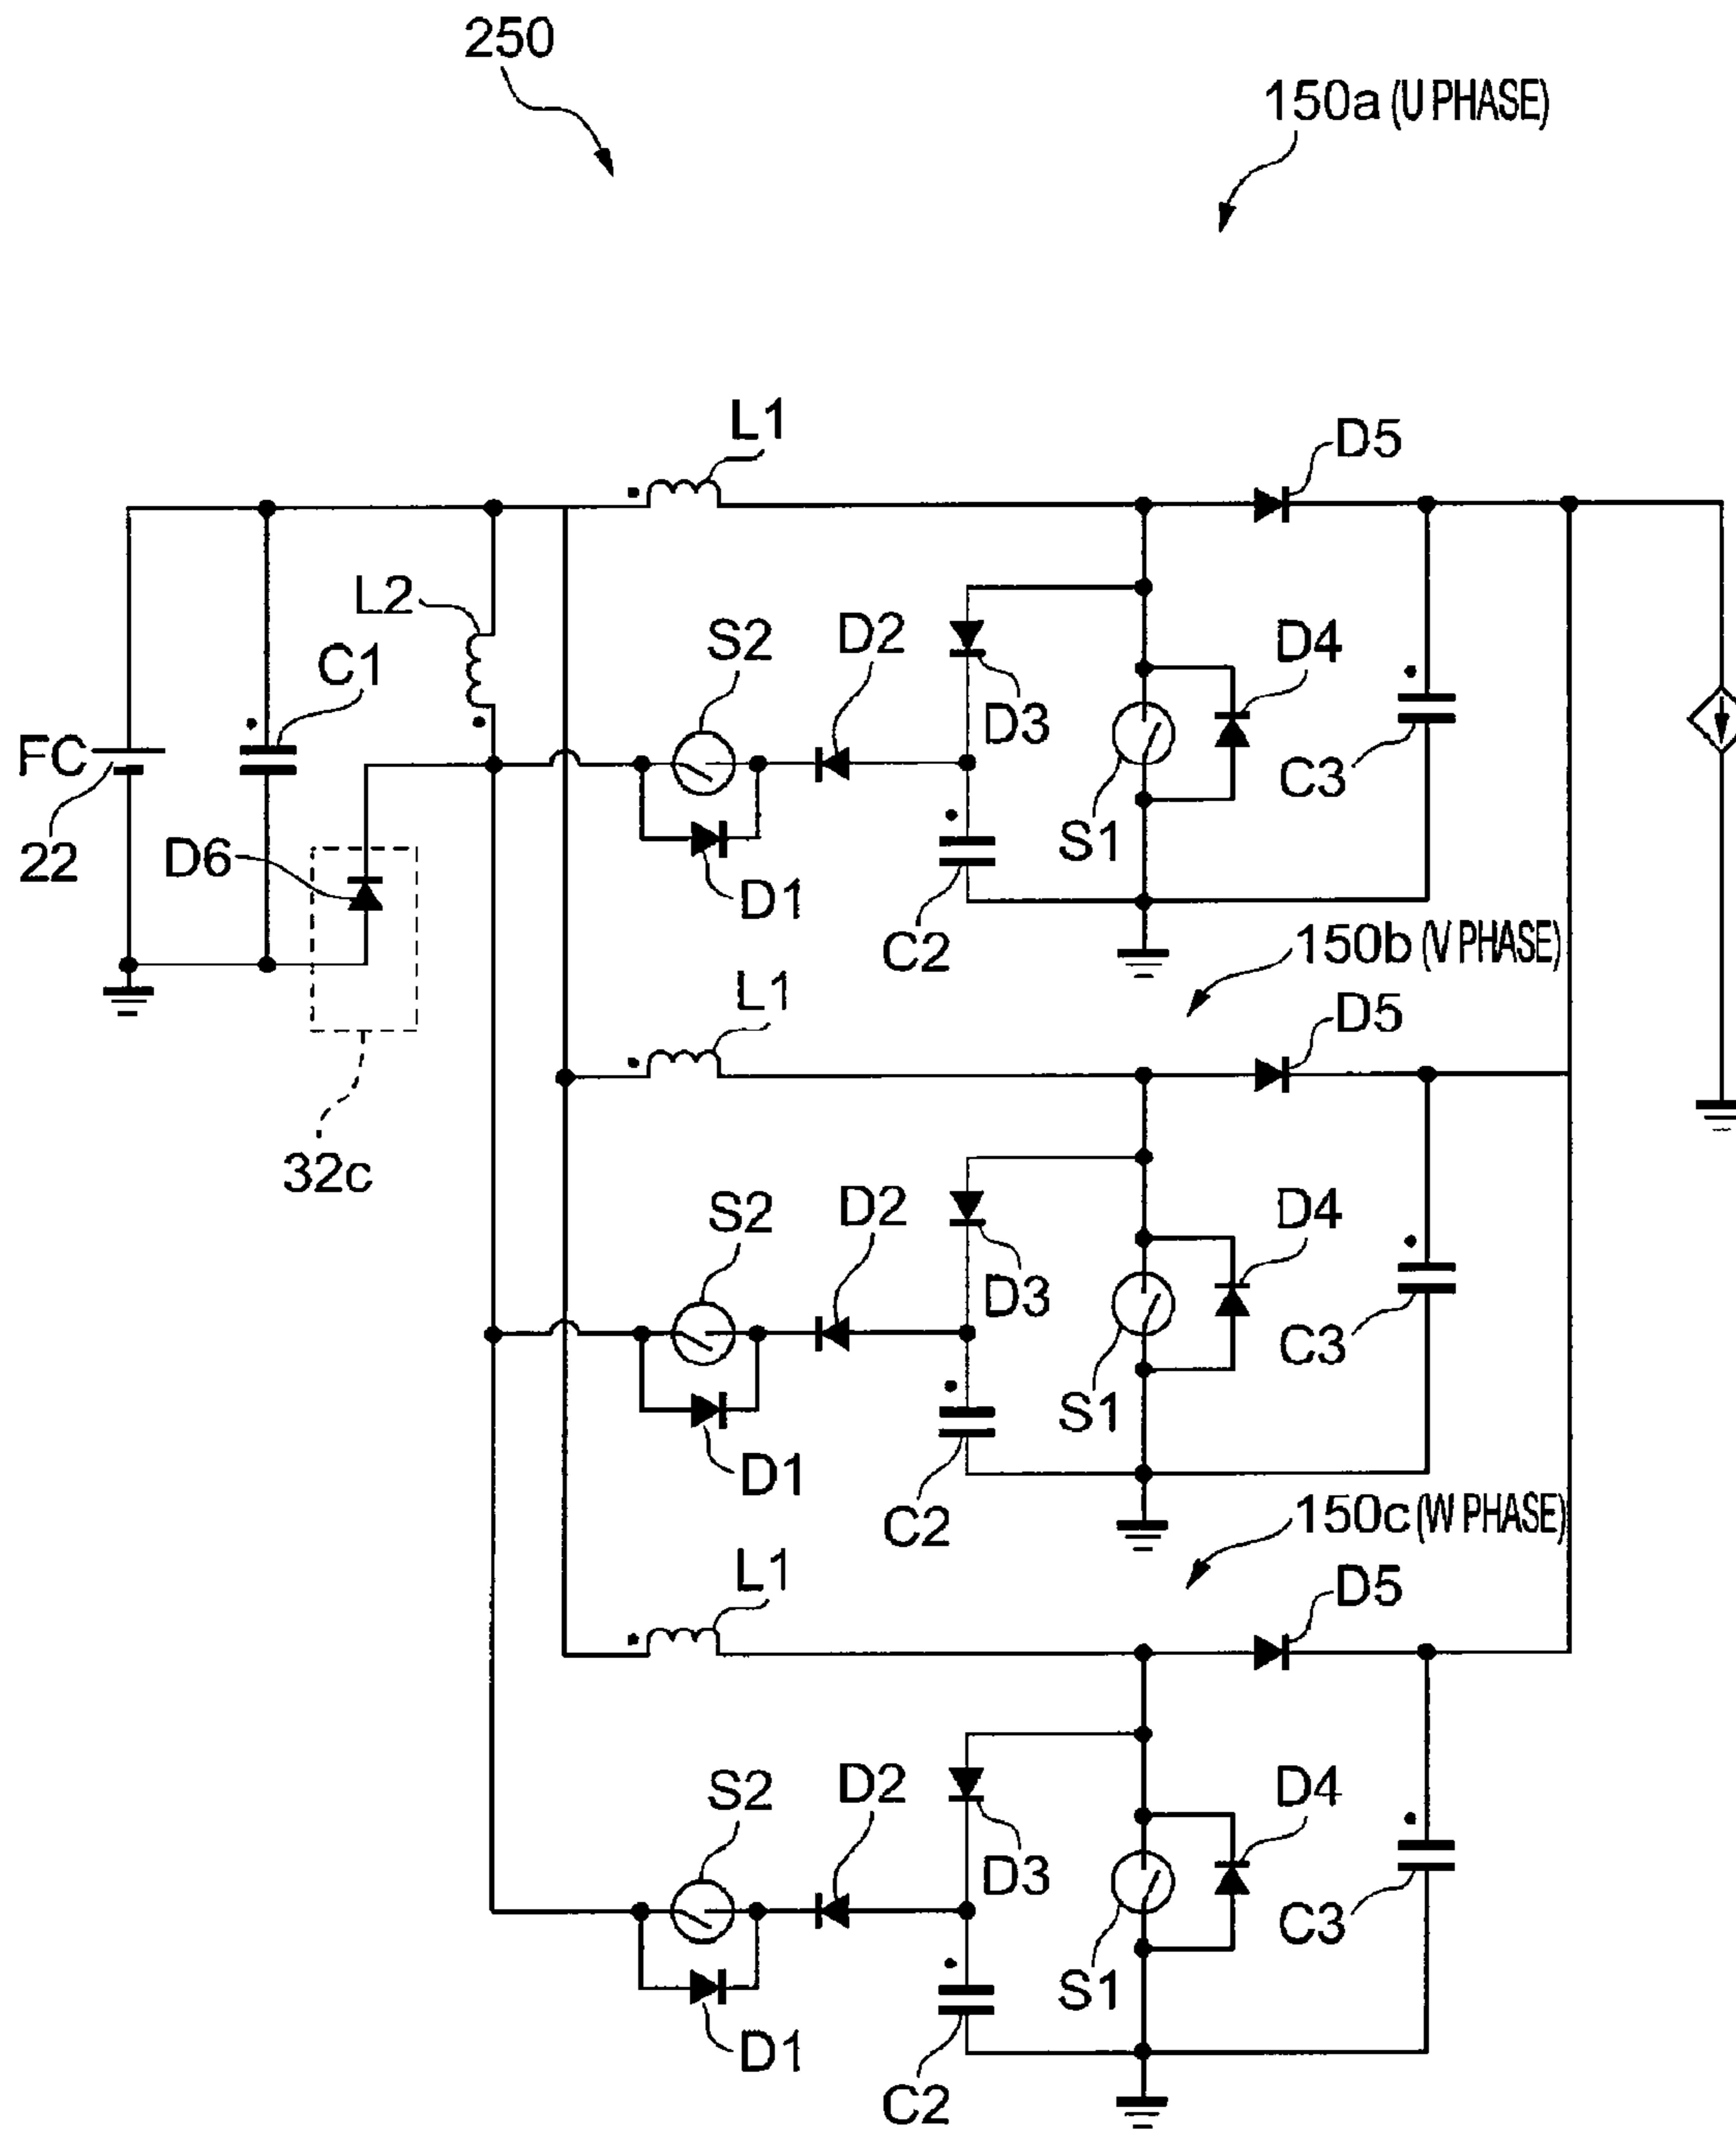 250
150a (U PHASE)
L1
D5
L2
S2
D2
D4
C1
D3
FC
C3
22
D6
S1
D1
C2
150b (V PHASE)
L1
D5
32c
S2
D2
D4
D3
C3
S1
D1
C2
150c (W PHASE)
L1
D5
S2
D2
D4
D3
C3
S1
D1
C2